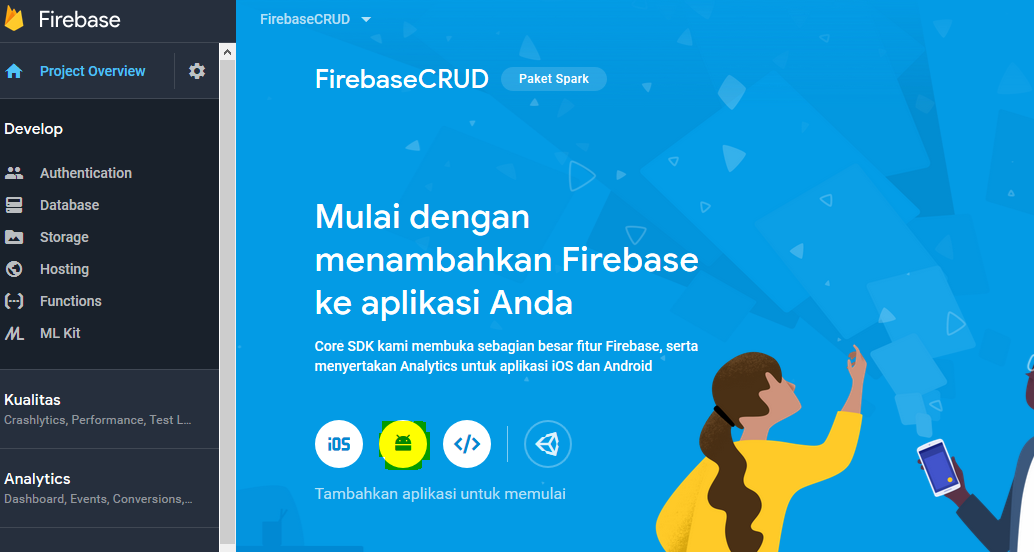 Firebase
Project Overview
Develop
Authentication
Database
Storage
Hosting
Functions
ML Kit
Kualitas
Crashlytics, Performance, Test L...
Analytics
Dashboard, Events, Conversions,...
FirebaseCRUD
FirebaseCRUD Paket Spark
Mulai dengan
menambahkan Firebase
ke aplikasi Anda
Core SDK kami membuka sebagian besar fitur Firebase, serta
menyertakan Analytics untuk aplikasi iOS dan Android
iOS
Tambahkan aplikasi untuk memulai